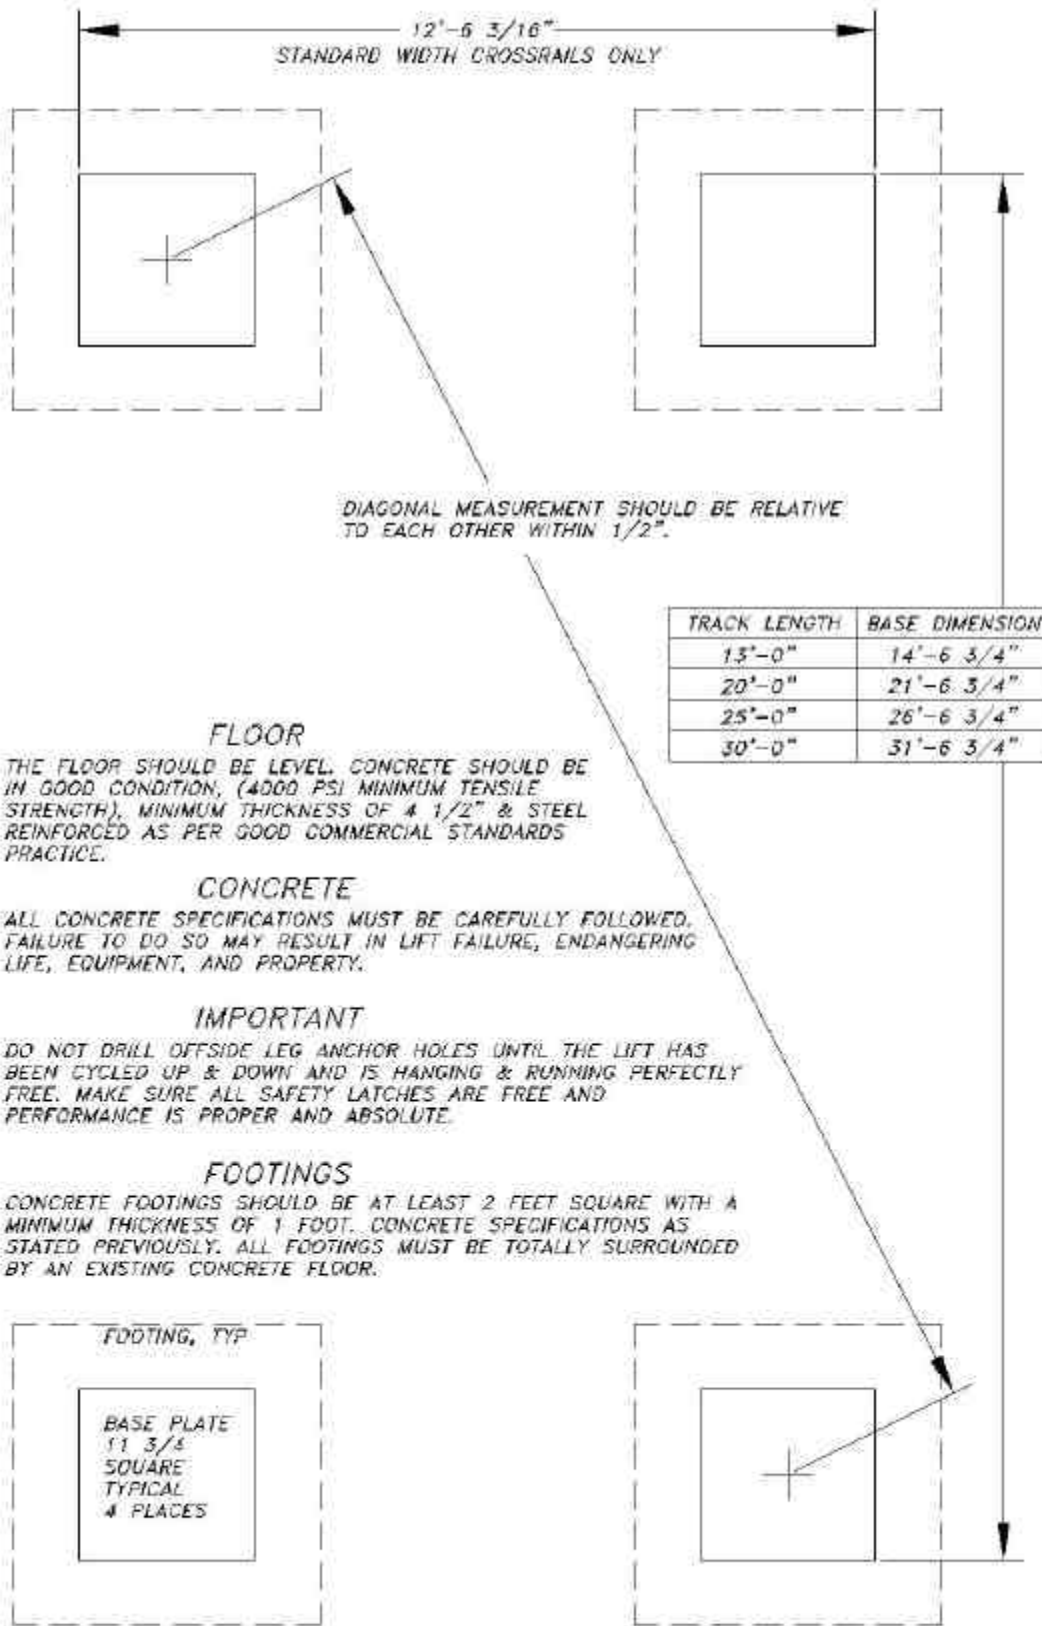 12'-6 3/16"
STANDARD WIDTH CROSSRAILS ONLY
DIAGONAL MEASUREMENT SHOULD BE RELATIVE
TO EACH OTHER WITHIN 1/2".
TRACK LENGTH BASE DIMENSION
13'-0" 14'-6 3/4"
20'-0" 21'-6 3/4"
25'-0" 26'-6 3/4"
30'-0" 31'-6 3/4"
FLOOR
THE FLOOR SHOULD BE LEVEL. CONCRETE SHOULD BE
IN GOOD CONDITION, (4000 PSI MINIMUM TENSILE
STRENGTH), MINIMUM THICKNESS OF 4 1/2" & STEEL
REINFORCED AS PER GOOD COMMERCIAL STANDARDS
PRACTICE.
CONCRETE
ALL CONCRETE SPECIFICATIONS MUST BE CAREFULLY FOLLOWED.
FAILURE TO DO SO MAY RESULT IN LIFT FAILURE, ENDANGERING
LIFE, EQUIPMENT, AND PROPERTY.
IMPORTANT
DO NOT DRILL OFFSIDE LEG ANCHOR HOLES UNTIL THE LIFT HAS
BEEN CYCLED UP & DOWN AND IS HANGING & RUNNING PERFECTLY
FREE. MAKE SURE ALL SAFETY LATCHES ARE FREE AND
PERFORMANCE IS PROPER AND ABSOLUTE.
FOOTINGS
CONCRETE FOOTINGS SHOULD BE AT LEAST 2 FEET SQUARE WITH A
MINIMUM THICKNESS OF 1 FOOT. CONCRETE SPECIFICATIONS AS
STATED PREVIOUSLY. ALL FOOTINGS MUST BE TOTALLY SURROUNDED
BY AN EXISTING CONCRETE FLOOR.
FOOTING, TYP
BASE PLATE
11 3/4
SQUARE
TYPICAL
4 PLACES